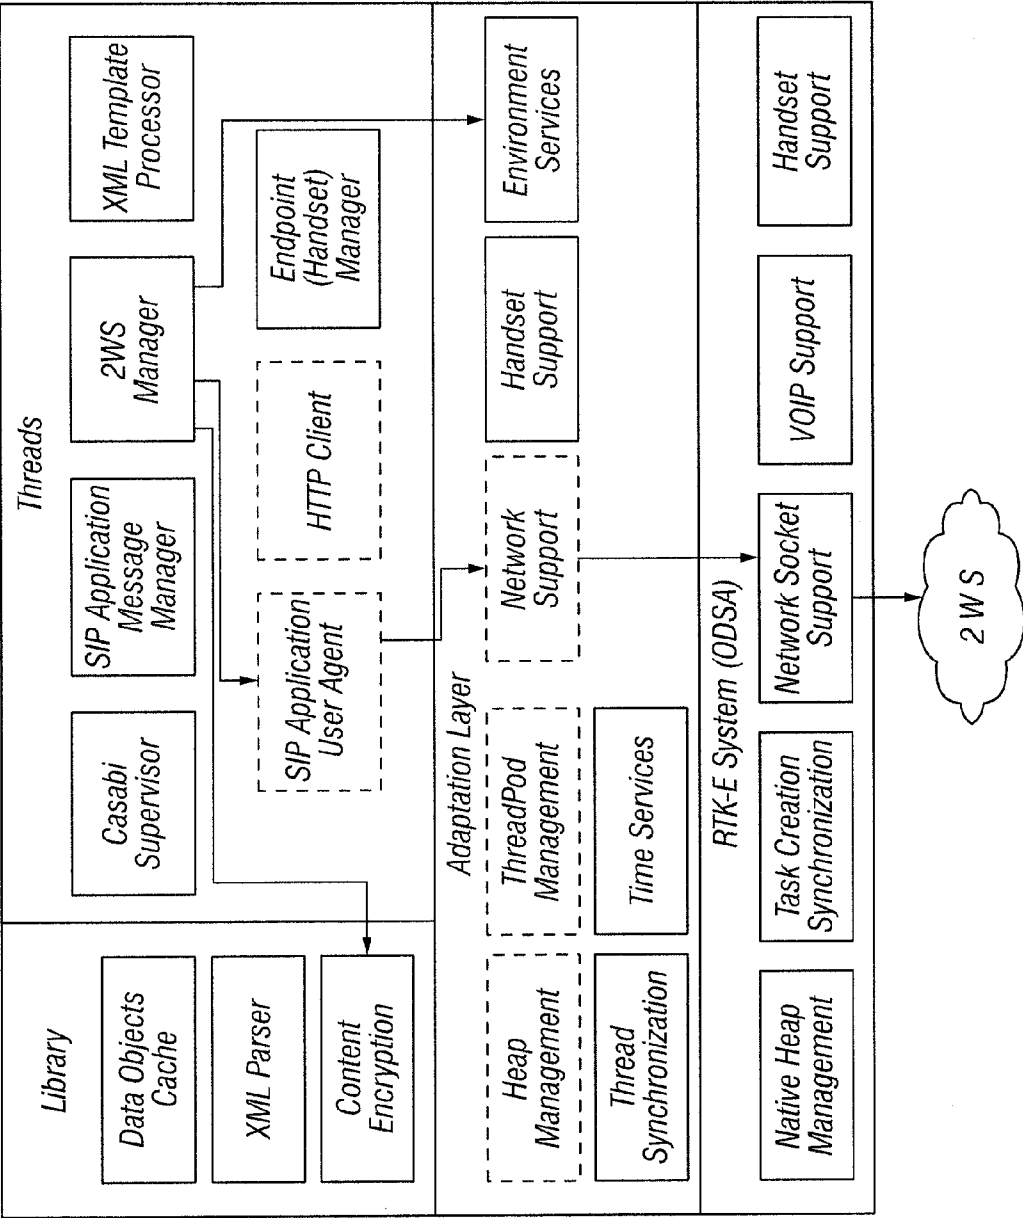 Library
Data Objects
Cache
XML Parser
Content
Encryption
Threads
Casabi
Supervisor
SIP Application
Message
Manager
2WS
Manager
XML Template
Processor
SIP Application
User Agent
HTTP Client
Endpoint
(Handset)
Manager
Adaptation Layer
Heap
Management
ThreadPod
Management
Network
Support
Handset
Support
Environment
Services
Thread
Synchronization
Time Services
RTK-E System (ODSA)
Native Heap
Management
Task Creation
Synchronization
Network Socket
Support
VOIP Support
Handset
Support
2 W S